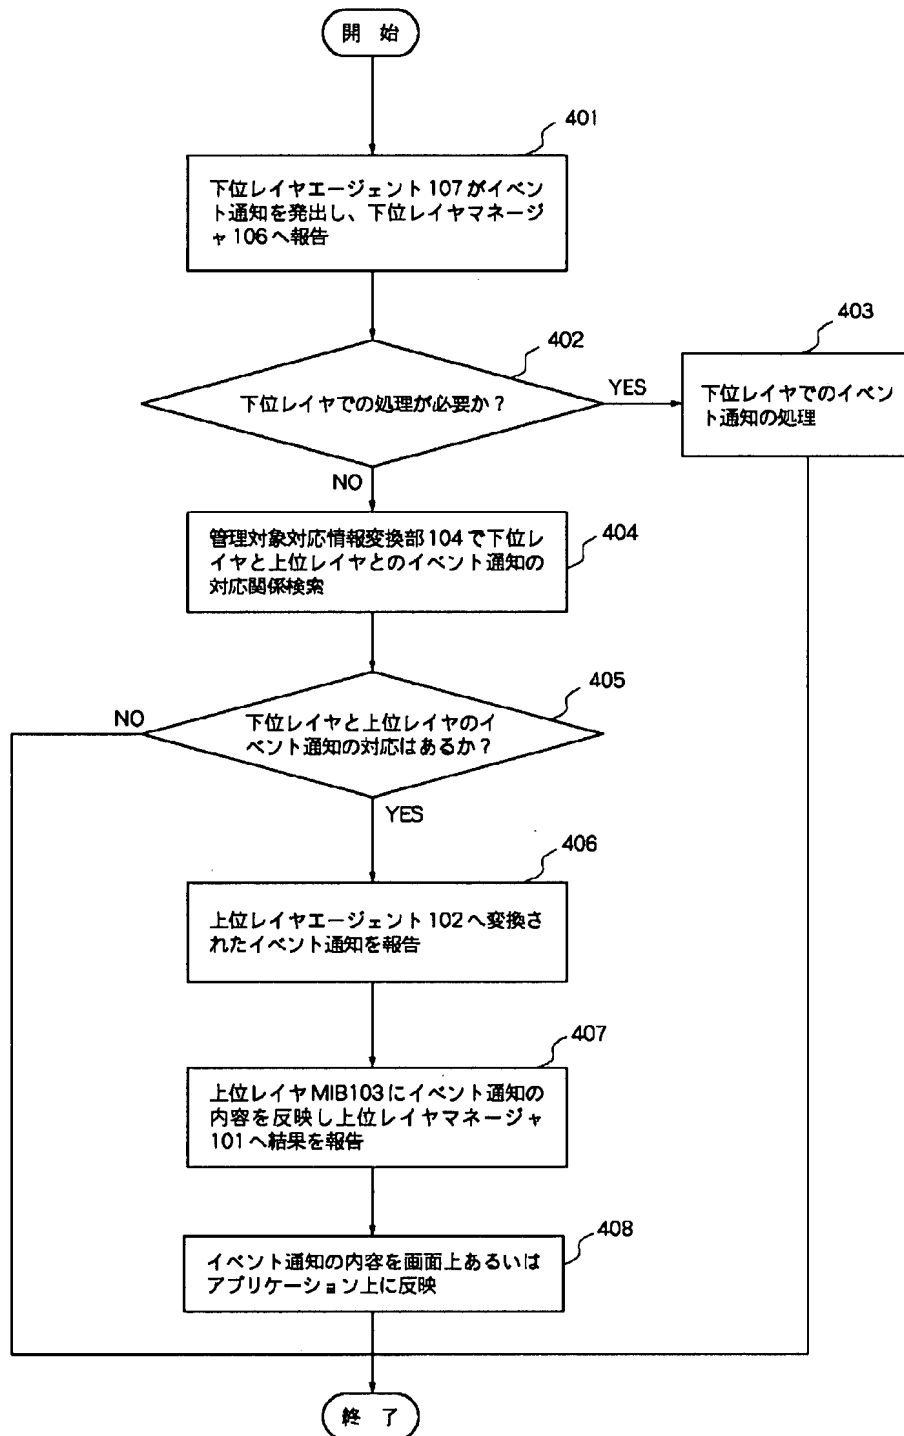 開 始
401
下位レイヤエージェント107がイベン
ト通知を発出し、下位レイヤマネージ
ャ106へ報告
402
403
下位レイヤでの処理が必要か？
YES
下位レイヤでのイベン
ト通知の処理
NO
管理対象対応情報変換部104で下位レ
イヤと上位レイヤとのイベント通知の
対応関係検索
404
405
NO
下位レイヤと上位レイヤのイ
ベント通知の対応はあるか？
YES
406
上位レイヤエージェント102へ変換さ
れたイベント通知を報告
407
上位レイヤMIB103にイベント通知の
内容を反映し上位レイヤマネージャ
101へ結果を報告
408
イベント通知の内容を画面上あるいは
アプリケーション上に反映
終 了